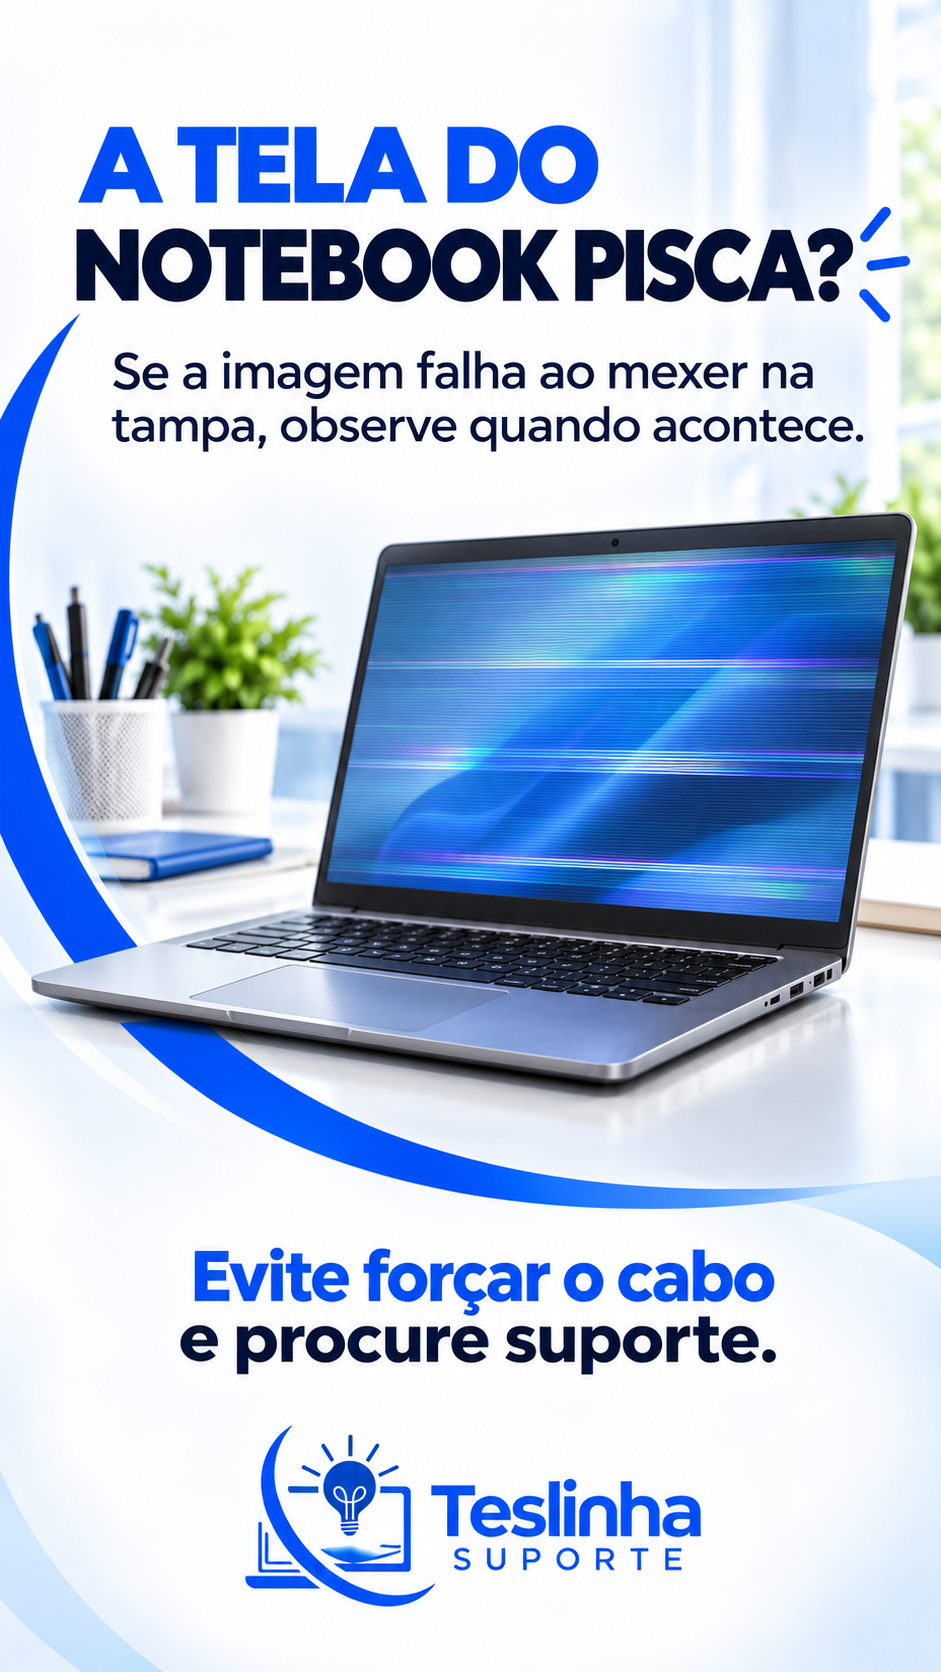 A TELA DO
NOTEBOOK PISCA?
Se a imagem falha ao mexer na
tampa, observe quando acontece.
Evite forçar o cabo
e procure suporte.
Teslinha
SUPORTE